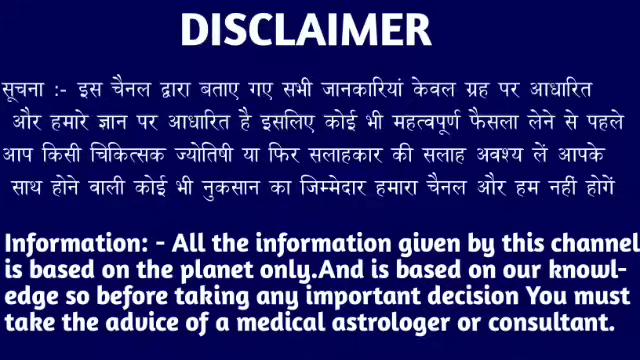 DISCLAIMER
सूचना :- इस चैनल द्वारा बताए गए सभी जानकारियां केवल ग्रह पर आधारित
और हमारे ज्ञान पर आधारित है इसलिए कोई भी महत्वपूर्ण फैसला लेने से पहले
आप किसी चिकित्सक ज्योतिषी या फिर सलाहकार की सलाह अवश्य लें आपके
साथ होने वाली कोई भी नुकसान का जिम्मेदार हमारा चैनल और हम नहीं होगें
Information: - All the information given by this channel
is based on the planet only.And is based on our knowl-
edge so before taking any important decision You must
take the advice of a medical astrologer or consultant.